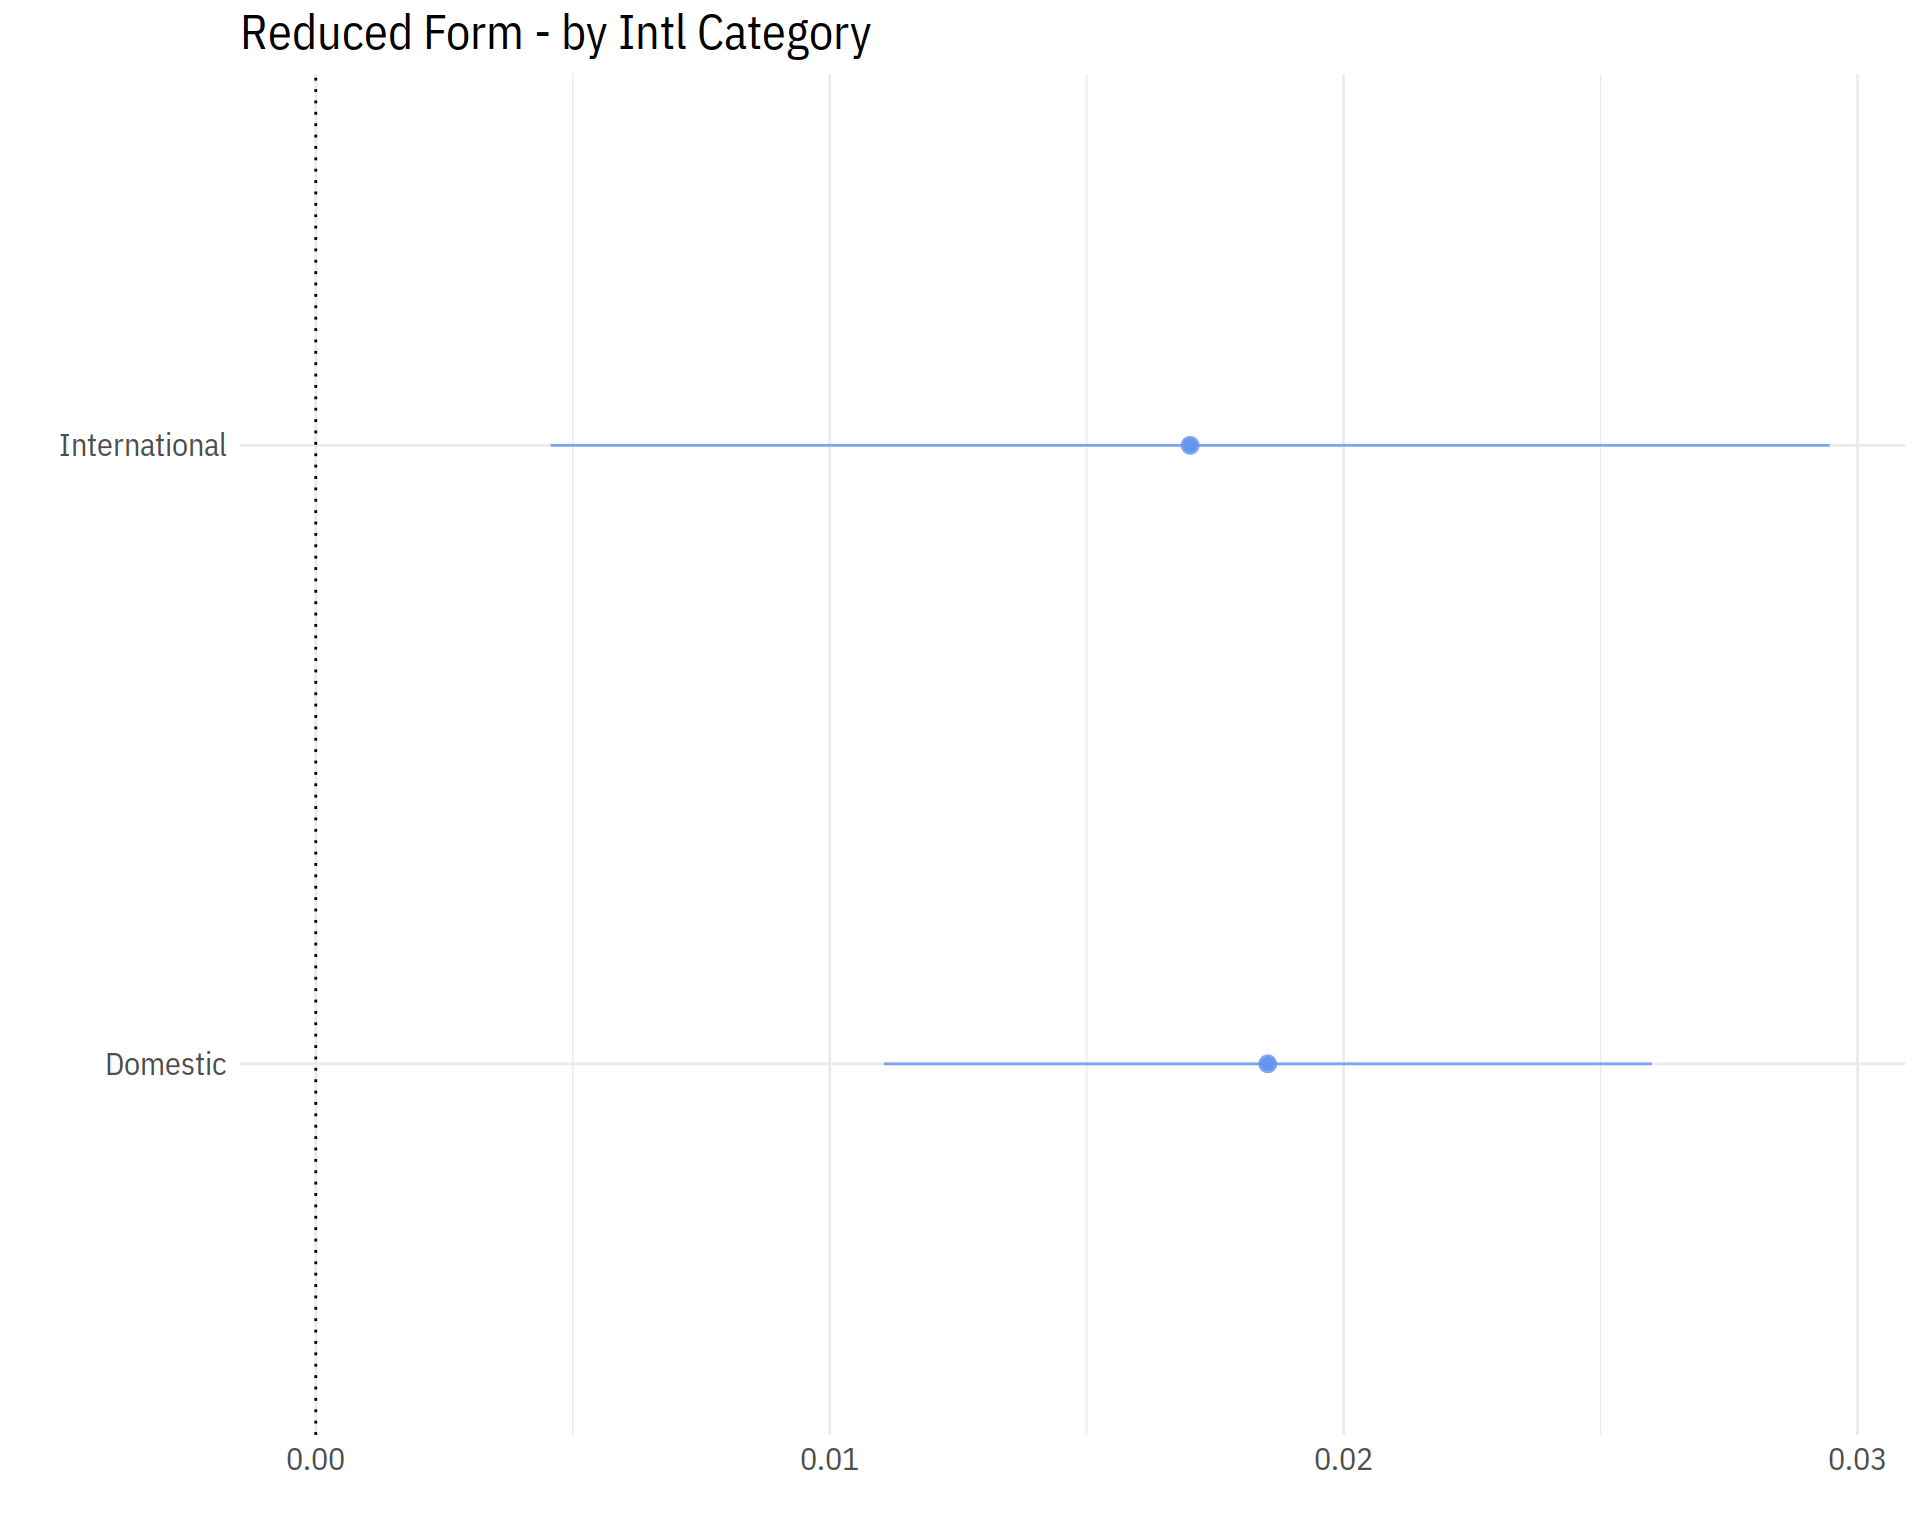 Reduced Form - by Intl Category
International
Domestic
0.00 0.01 0.02 0.03